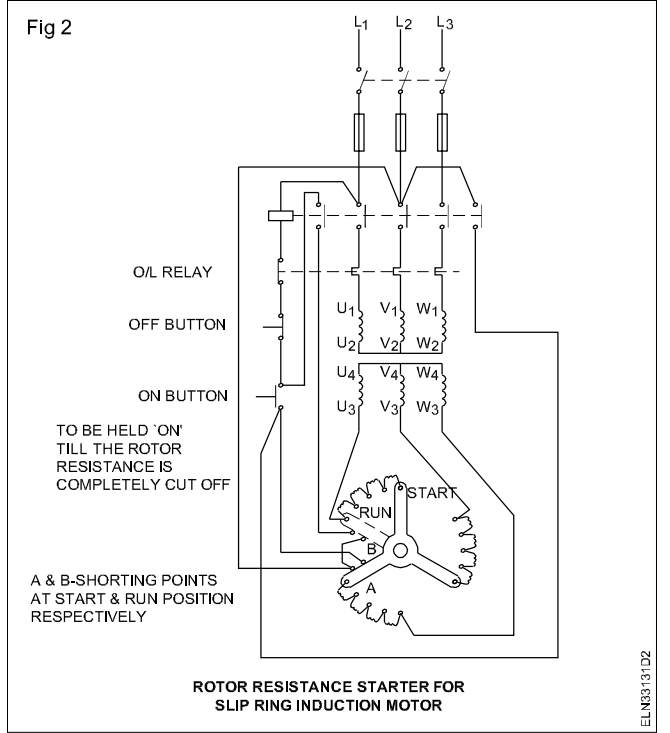 Fig 2
L1 L2 L3
O/L RELAY
OFF BUTTON
ON BUTTON
TO BE HELD `ON'
TILL THE ROTOR
RESISTANCE IS
COMPLETELY CUT OFF
U1 V1 W1
U2 V2 W2
U4 V4 W4
U3 V3 W3
START
RUN
B
A
A & B-SHORTING POINTS
AT START & RUN POSITION
RESPECTIVELY
ROTOR RESISTANCE STARTER FOR
SLIP RING INDUCTION MOTOR
ELN33131D2